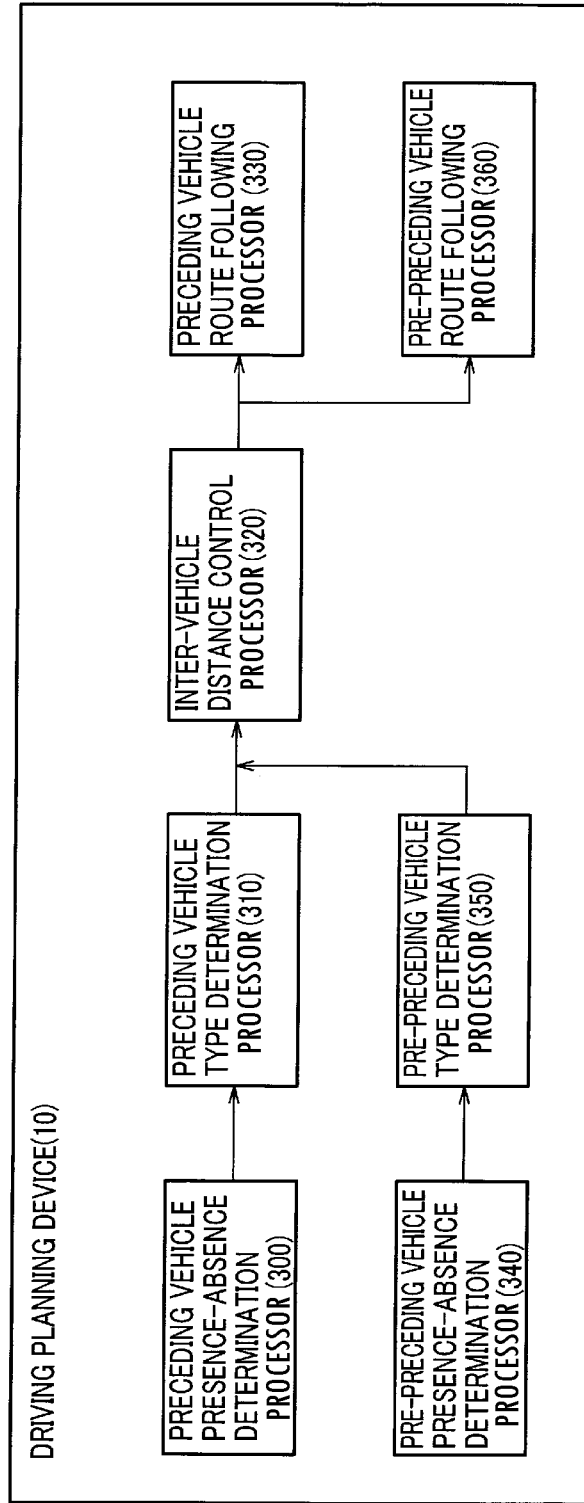 DRIVING PLANNING DEVICE(10)
PRECEDING VEHICLE
PRESENCE-ABSENCE
DETERMINATION
PROCESSOR (300)
PRECEDING VEHICLE
TYPE DETERMINATION
PROCESSOR (310)
INTER-VEHICLE
DISTANCE CONTROL
PROCESSOR (320)
PRECEDING VEHICLE
ROUTE FOLLOWING
PROCESSOR (330)
PRE-PRECEDING VEHICLE
PRESENCE-ABSENCE
DETERMINATION
PROCESSOR (340)
PRE-PRECEDING VEHICLE
TYPE DETERMINATION
PROCESSOR (350)
PRE-PRECEDING VEHICLE
ROUTE FOLLOWING
PROCESSOR (360)